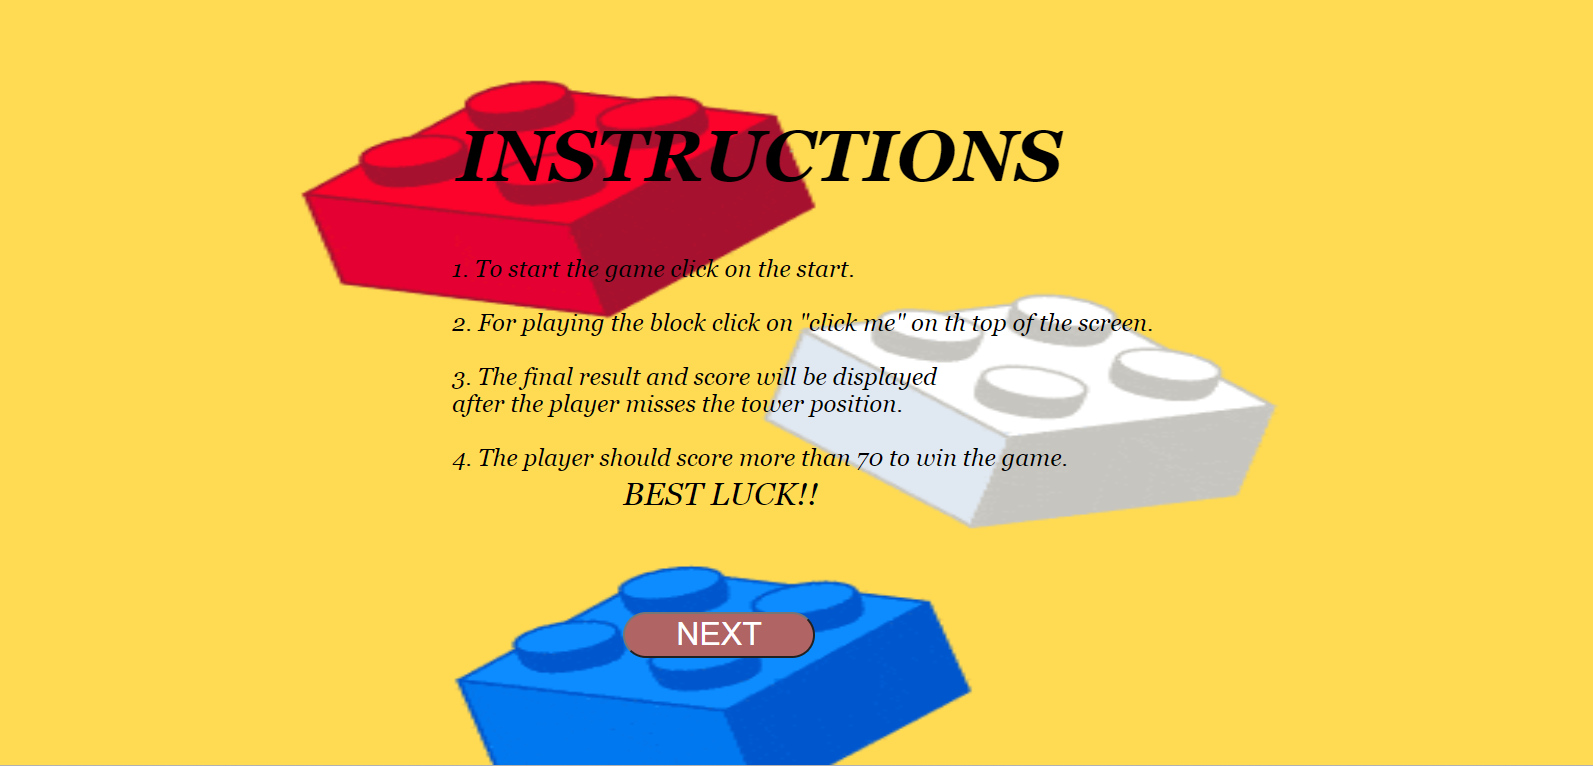 INSTRUCTIONS
1. To start the game click on the start.
2. For playing the block click on "click me" on th top of the screen.
3. The final result and score will be displayed
after the player misses the tower position.
4. The player should score more than 70 to win the game.
BEST LUCK!!
NEXT